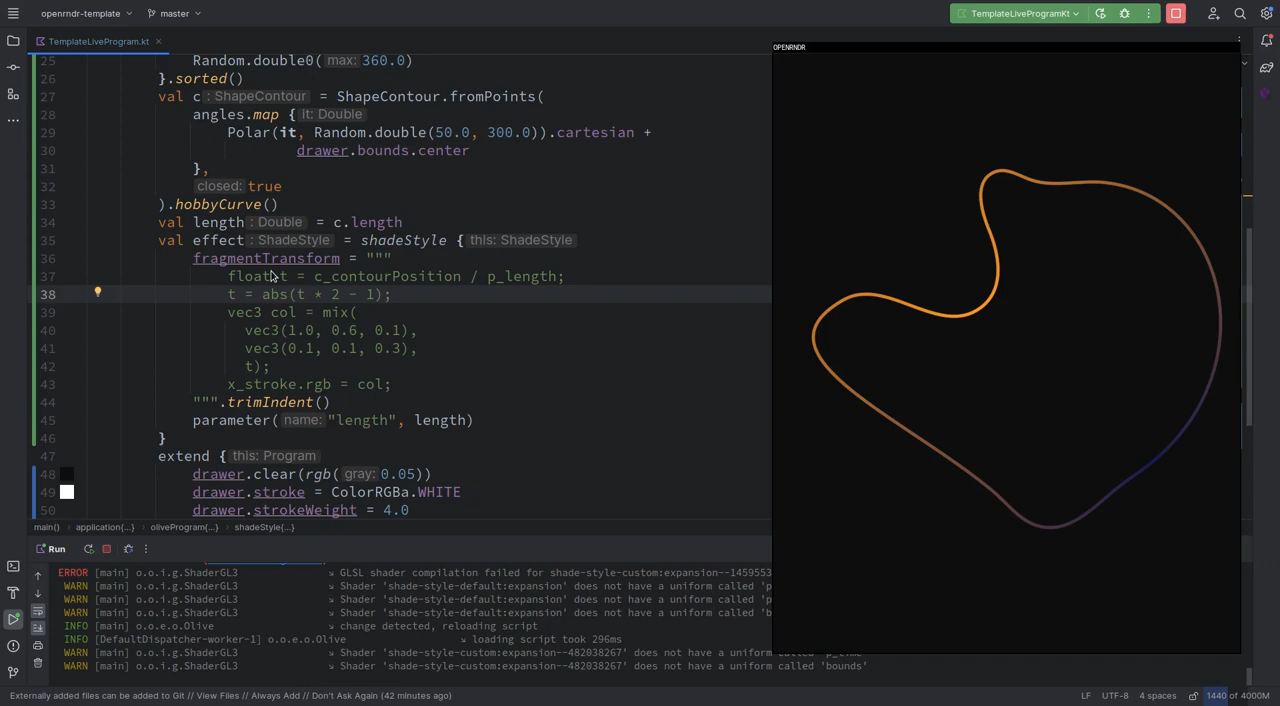 openrndr-template master TemplateLiveProgramKt
TemplateLiveProgram.kt
OPENRNDR
25 Random.double0( max: 360.0)
26 }.sorted()
27 val c : ShapeContour = ShapeContour.fromPoints(
28 angles.map { it: Double
29 Polar(it, Random.double(50.0, 300.0)).cartesian +
30 drawer.bounds.center
31 },
32 closed: true
33 ).hobbyCurve()
34 val length : Double = c.length
35 val effect : ShadeStyle = shadeStyle { this: ShadeStyle
36 fragmentTransform = """
37 float t = c_contourPosition / p_length;
38 t = abs(t * 2 - 1);
39 vec3 col = mix(
40 vec3(1.0, 0.6, 0.1),
41 vec3(0.1, 0.1, 0.3),
42 t);
43 x_stroke.rgb = col;
44 """.trimIndent()
45 parameter( name: "length", length)
46 }
47 extend { this: Program
48 drawer.clear(rgb( gray: 0.05))
49 drawer.stroke = ColorRGBa.WHITE
50 drawer.strokeWeight = 4.0
main() application{...} oliveProgram{...} shadeStyle{...}
Run
ERROR [main] o.o.i.g.ShaderGL3 ↘ GLSL shader compilation failed for shade-style-custom:expansion--1459553
WARN [main] o.o.i.g.ShaderGL3 ↘ Shader 'shade-style-default:expansion' does not have a uniform called 'p
WARN [main] o.o.i.g.ShaderGL3 ↘ Shader 'shade-style-default:expansion' does not have a uniform called
WARN [main] o.o.i.g.ShaderGL3 ↘ Shader 'shade-style-default:expansion' does not have a uniform called 'b
INFO [main] o.o.e.o.Olive ↘ change detected, reloading script
INFO [DefaultDispatcher-worker-1] o.o.e.o.Olive ↘ loading script took 296ms
WARN [main] o.o.i.g.ShaderGL3 ↘ Shader 'shade-style-custom:expansion--482038267' does not have a uniform called
WARN [main] o.o.i.g.ShaderGL3 ↘ Shader 'shade-style-custom:expansion--482038267' does not have a uniform called 'bounds'
Externally added files can be added to Git // View Files // Always Add // Don't Ask Again (42 minutes ago) LF UTF-8 4 spaces 1440 of 4000M